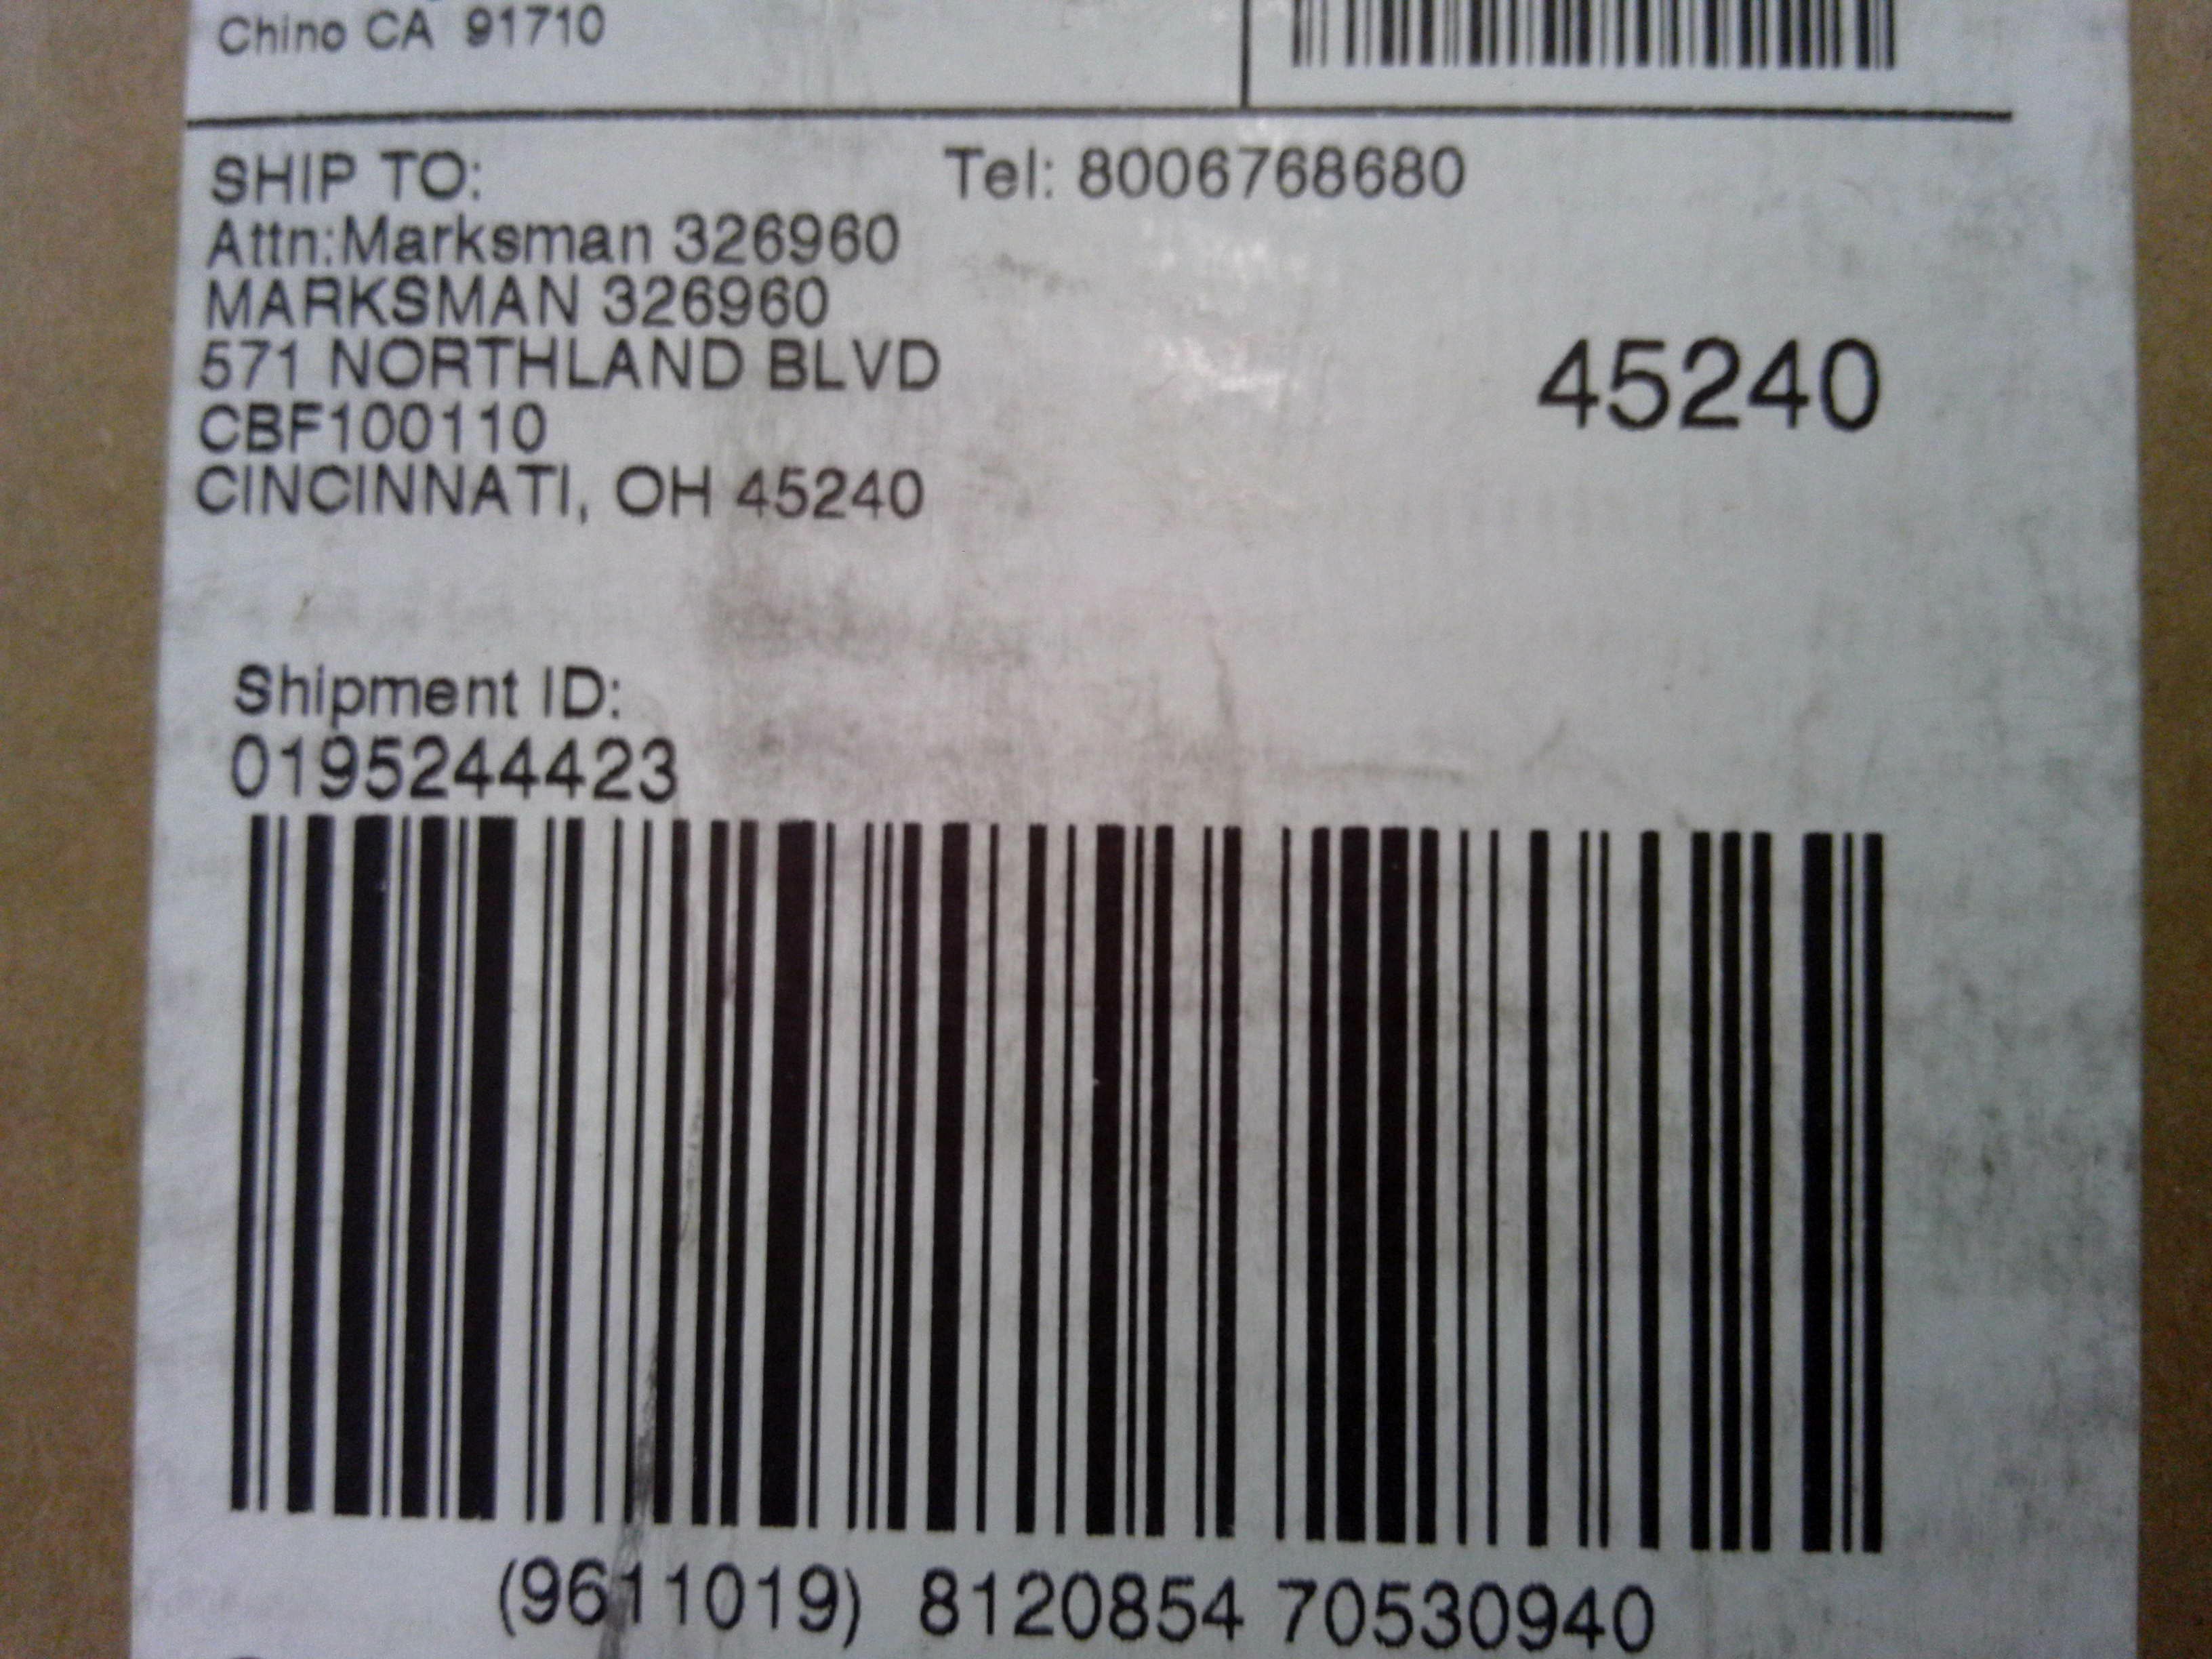 Chino CA 91710
SHIP TO:
Tel: 8006768680
Attn:Marksman 326960
MARKSMAN 326960
571 NORTHLAND BLVD
CBF100110
CINCINNATI, OH 45240
45240
Shipment ID:
0195244423
(9611019) 8120854 70530940